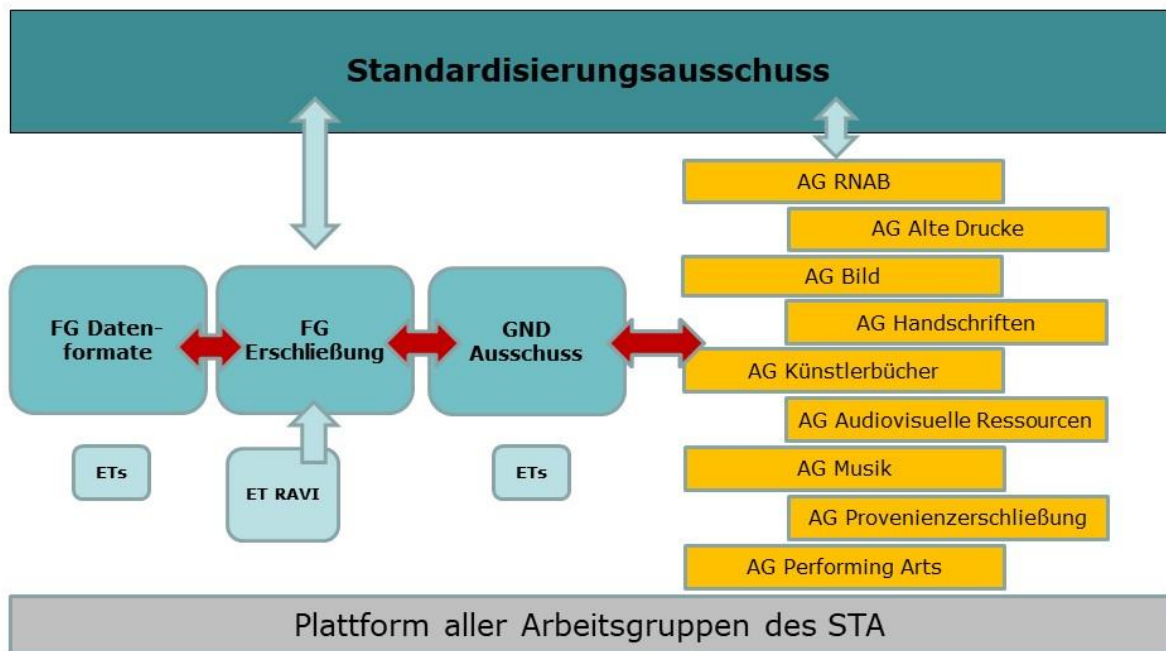 Standardisierungsausschuss
FG Daten-
formate
FG
Erschließung
GND
Ausschuss
ETs
ET RAVI
ETs
AG RNAB
AG Alte Drucke
AG Bild
AG Handschriften
AG Künstlerbücher
AG Audiovisuelle Ressourcen
AG Musik
AG Provenienzerschließung
AG Performing Arts
Plattform aller Arbeitsgruppen des STA